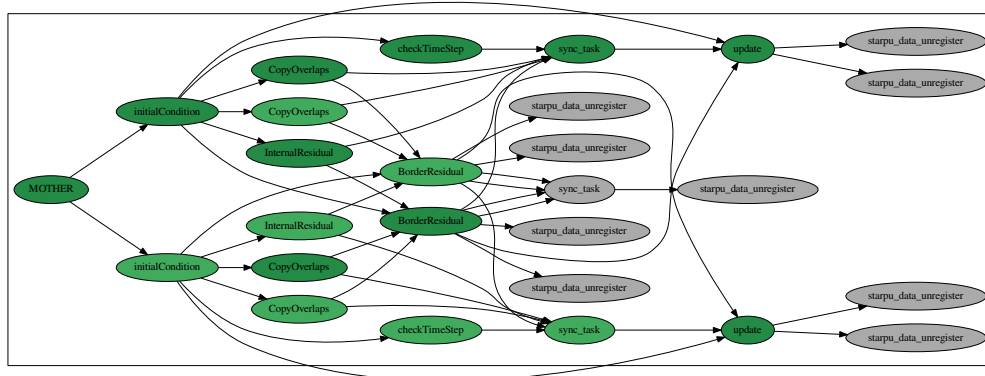 checkTimeStep
sync_task
update
starpu_data_unregister
starpu_data_unregister
CopyOverlaps
initialCondition
CopyOverlaps
starpu_data_unregister
InternalResidual
starpu_data_unregister
BorderResidual
MOTHER
sync_task
starpu_data_unregister
InternalResidual
BorderResidual
starpu_data_unregister
initialCondition
CopyOverlaps
starpu_data_unregister
CopyOverlaps
starpu_data_unregister
checkTimeStep
sync_task
update
starpu_data_unregister